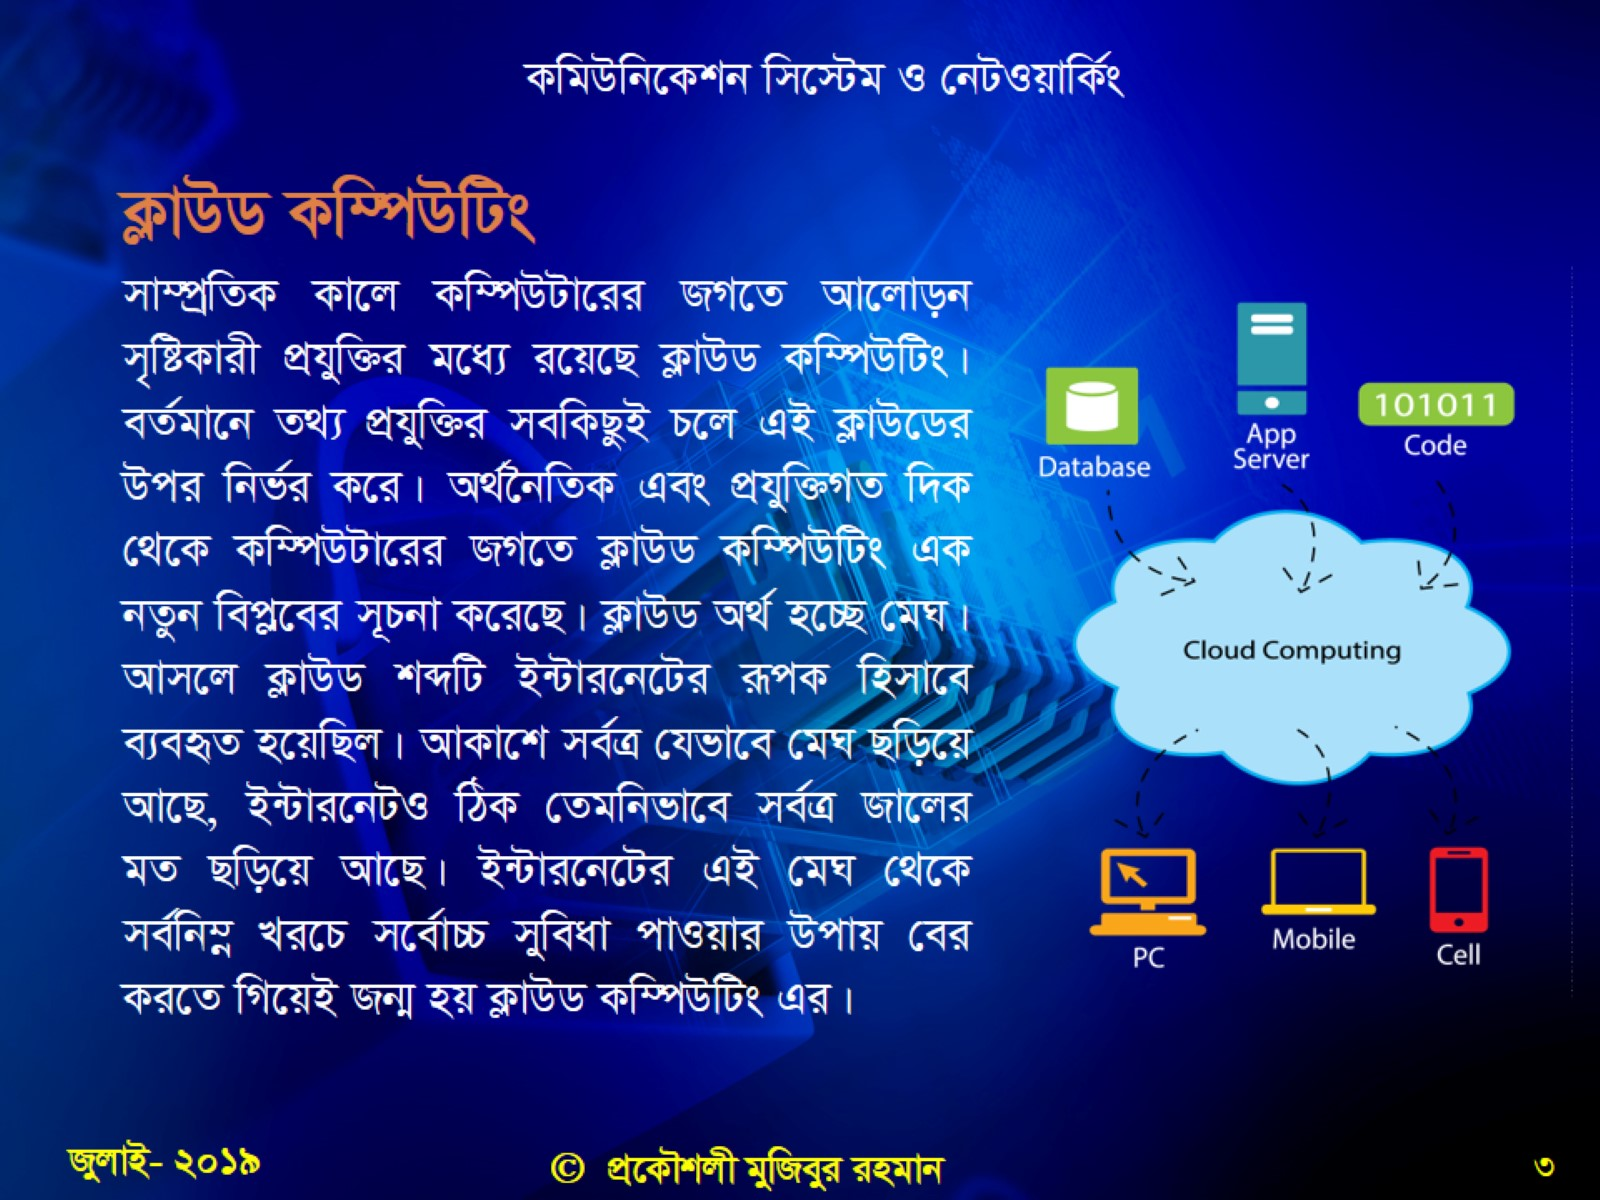 কমিউনিকেশন সিস্টেম ও নেটওয়ার্কিং
ক্লাউড কম্পিউটিং
সাম্প্রতিক কালে কম্পিউটারের জগতে আলোড়ন
সৃষ্টিকারী প্রযুক্তির মধ্যে রয়েছে ক্লাউড কম্পিউটিং।
বর্তমানে তথ্য প্রযুক্তির সবকিছুই চলে এই ক্লাউডের
উপর নির্ভর করে। অর্থনৈতিক এবং প্রযুক্তিগত দিক
থেকে কম্পিউটারের জগতে ক্লাউড কম্পিউটিং এক
নতুন বিপ্লবের সূচনা করেছে। ক্লাউড অর্থ হচ্ছে মেঘ।
আসলে ক্লাউড শব্দটি ইন্টারনেটের রূপক হিসাবে
ব্যবহৃত হয়েছিল। আকাশে সর্বত্র যেভাবে মেঘ ছড়িয়ে
আছে, ইন্টারনেটও ঠিক তেমনিভাবে সর্বত্র জালের
মত ছড়িয়ে আছে। ইন্টারনেটের এই মেঘ থেকে
সর্বনিম্ন খরচে সর্বোচ্চ সুবিধা পাওয়ার উপায় বের
করতে গিয়েই জন্ম হয় ক্লাউড কম্পিউটিং এর।
Database
App
Server
101011
Code
Cloud Computing
PC
Mobile
Cell
জুলাই- ২০১৯
© প্রকৌশলী মুজিবুর রহমান
৩